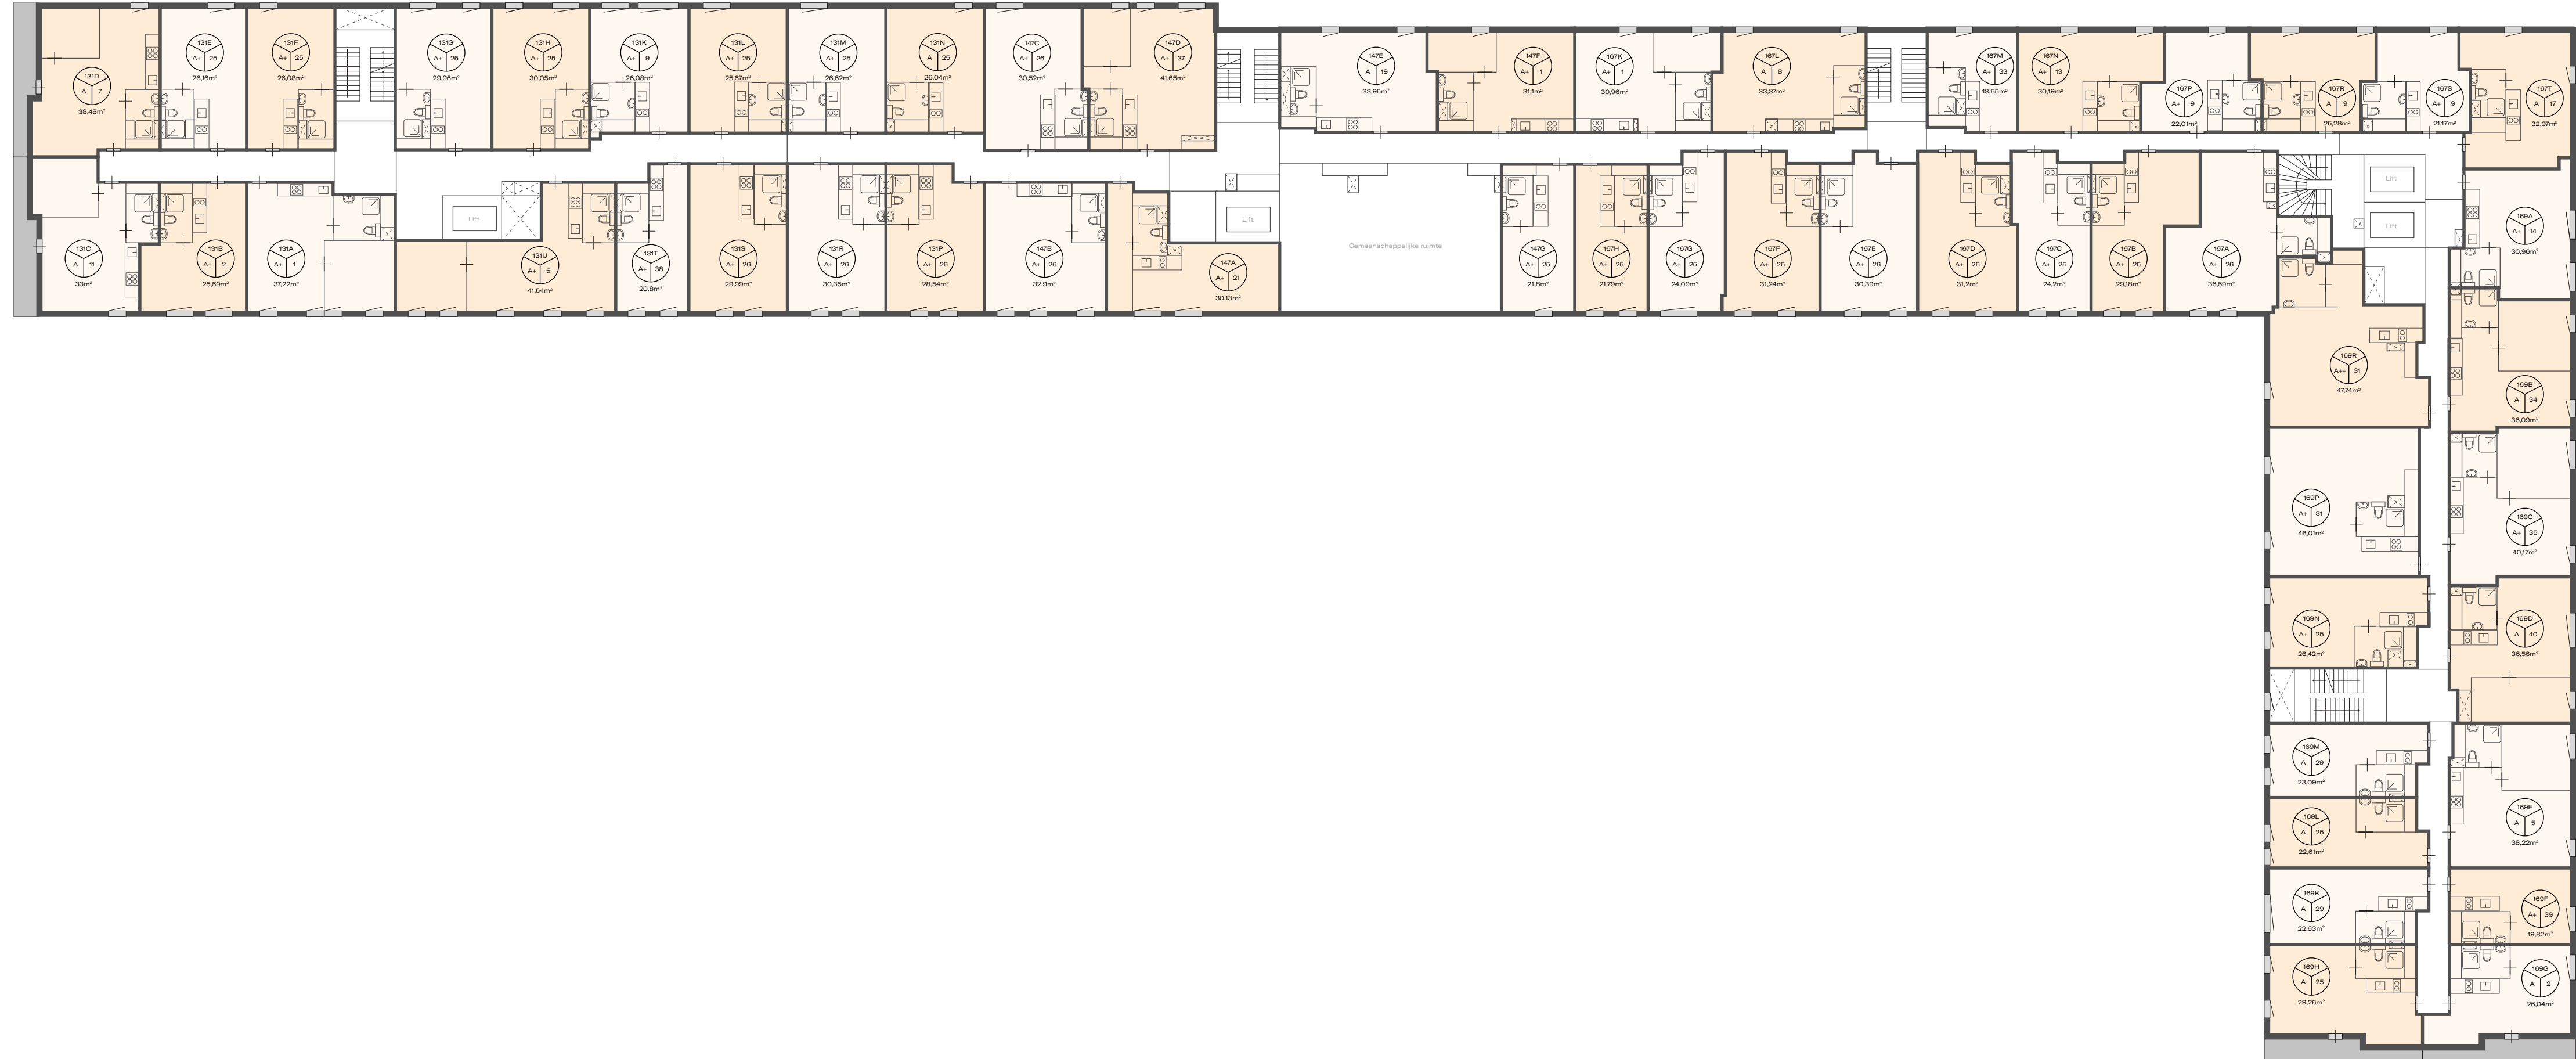 131D
A 7
38,48m²
131E
A+ 25
26,16m²
131F
A+ 25
26,08m²
131G
A+ 25
29,96m²
131H
A+ 25
30,05m²
131K
A+ 9
26,08m²
131L
A+ 25
25,67m²
131M
A+ 25
26,62m²
131N
A 25
26,04m²
147C
A+ 26
30,52m²
147D
A+ 37
41,65m²
147E
A 19
33,96m²
147F
A+ 1
31,1m²
147K
A+ 1
30,96m²
167L
A 8
33,37m²
167M
A+ 33
18,55m²
167N
A+ 13
30,19m²
167P
A+ 9
22,01m²
167R
A 9
25,28m²
167S
A+ 9
21,17m²
167T
A 17
32,97m²
131C
A 11
33m²
131B
A+ 2
25,69m²
131A
A+ 1
37,22m²
Lift
131U
A+ 5
41,54m²
131T
A+ 38
20,8m²
131S
A+ 26
29,99m²
131R
A+ 26
30,35m²
131P
A+ 26
28,54m²
147B
A+ 26
32,9m²
147A
A+ 21
30,13m²
Lift
Gemeenschappelijke ruimte
147G
A+ 25
21,8m²
167H
A+ 25
21,79m²
167G
A+ 25
24,09m²
167F
A+ 25
31,24m²
167E
A+ 26
30,39m²
167D
A+ 25
31,2m²
167C
A+ 25
24,2m²
167B
A+ 25
29,18m²
167A
A+ 26
36,69m²
Lift
Lift
169A
A+ 14
30,96m²
169R
A++ 31
47,74m²
169B
A 34
36,09m²
169P
A+ 31
46,01m²
169C
A+ 35
40,17m²
169N
A+ 25
26,42m²
169D
A 40
36,56m²
169M
A 29
23,09m²
169L
A 25
22,61m²
169E
A 5
38,22m²
169K
A 29
22,63m²
169F
A+ 39
19,82m²
169H
A 25
29,26m²
169G
A 2
26,04m²